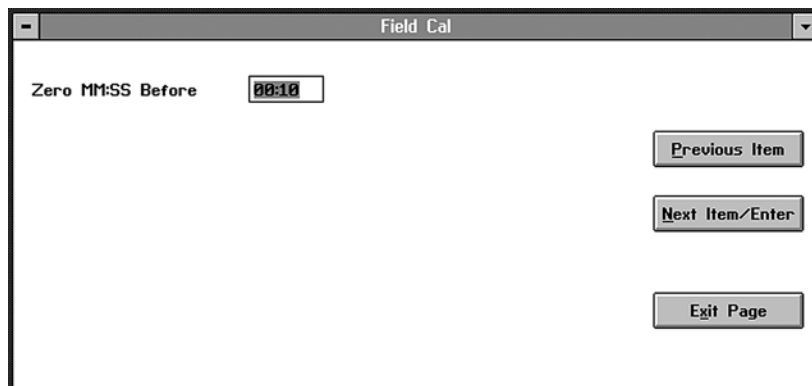 Field Cal
Zero MM:SS Before 00:10
Previous Item
Next Item/Enter
Exit Page